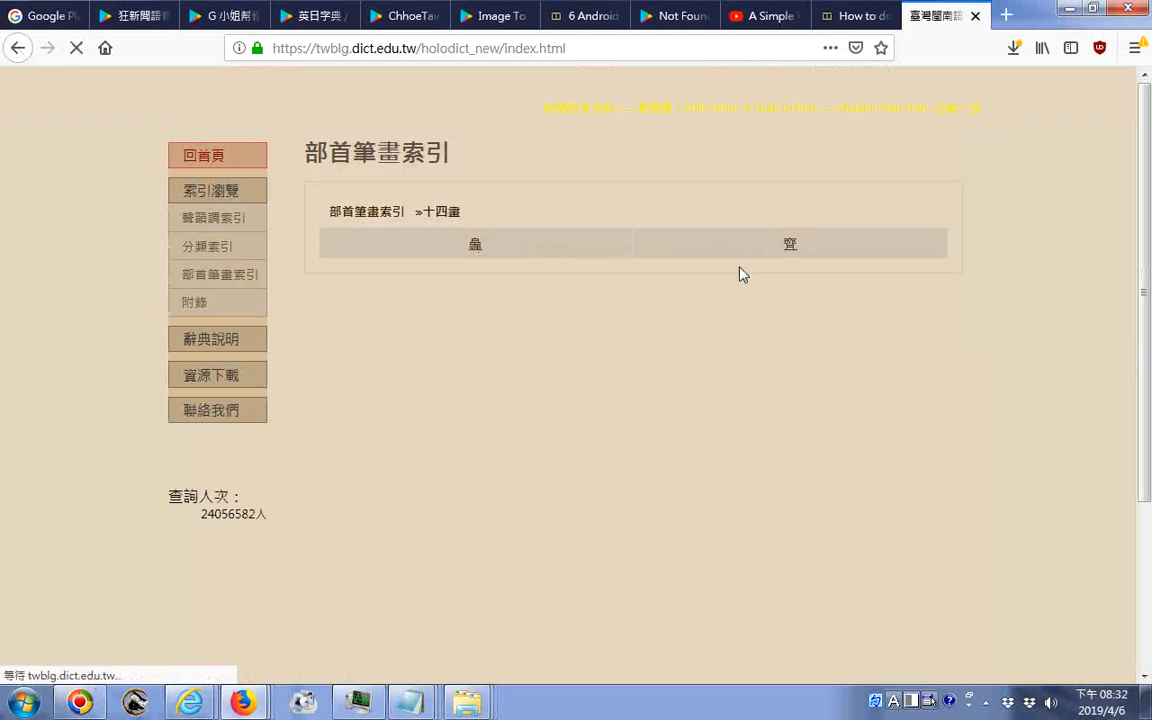 Google Pl
狂新聞語音
G 小姐幫你
英日字典 /
ChhoeTai
Image To
6 Android
Not Foun
A Simple
How to do
臺灣閩南語
https://twblg.dict.edu.tw/holodict_new/index.html
回首頁
部首筆畫索引
索引瀏覽
聲韻調索引
分類索引
部首筆畫索引
附錄
部首筆畫索引 »十四畫
齊
辭典說明
資源下載
聯絡我們
查詢人次：
24056582人
等待 twblg.dict.edu.tw...
下午 08:32
2019/4/6